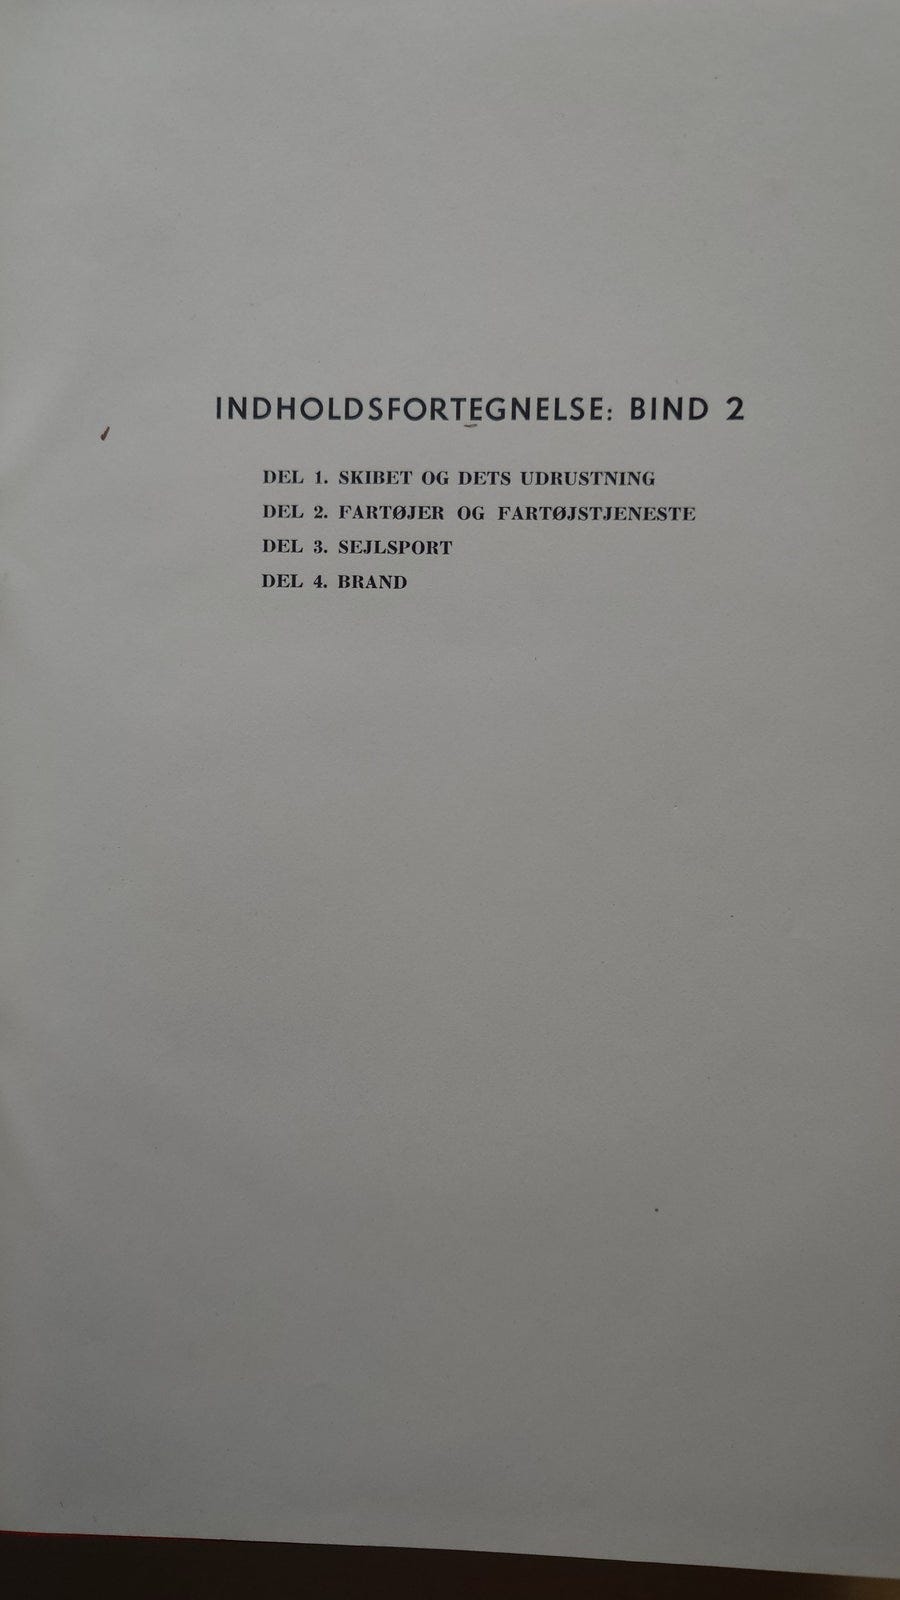 INDHOLDSFORTEGNELSE: BIND 2
DEL 1. SKIBET OG DETS UDRUSTNING
DEL 2. FARTØJER OG FARTØJSTJENESTE
DEL 3. SEJLSPORT
DEL 4. BRAND